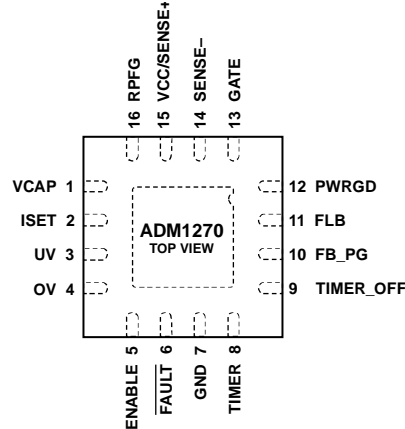 16 RPFG
15 VCC/SENSE+
14 SENSE–
13 GATE
VCAP 1
ISET 2
UV 3
OV 4
ADM1270
TOP VIEW
12 PWRGD
11 FLB
10 FB_PG
9 TIMER_OFF
ENABLE 5
FAULT 6
GND 7
TIMER 8